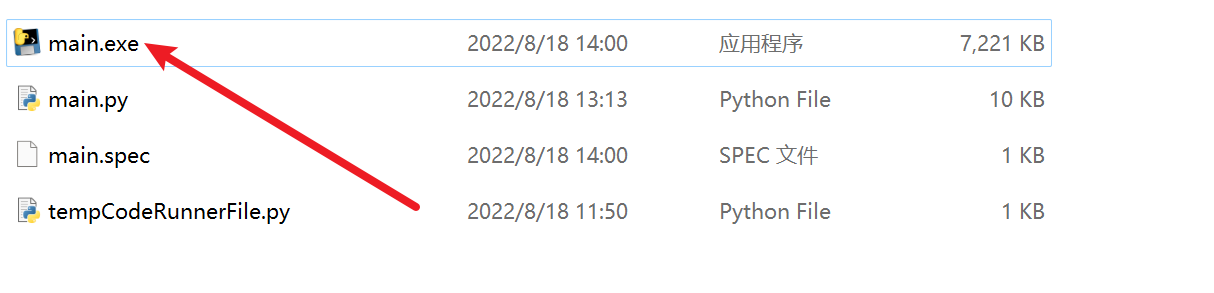 main.exe 2022/8/18 14:00 应用程序 7,221 KB
main.py 2022/8/18 13:13 Python File 10 KB
main.spec 2022/8/18 14:00 SPEC 文件 1 KB
tempCodeRunnerFile.py 2022/8/18 11:50 Python File 1 KB